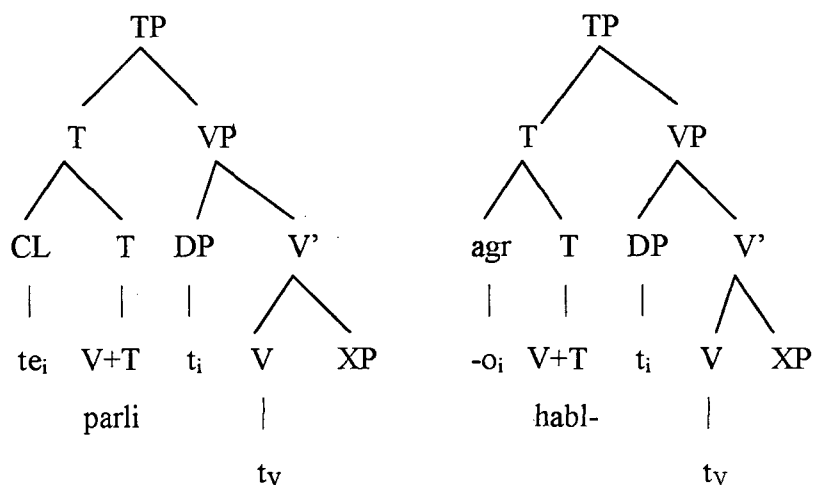 TP TP
T VP T VP
CL T DP V' agr T DP V'
te_i V+T t_i V XP -o_i V+T t_i V XP
parli habl-
t_V t_V